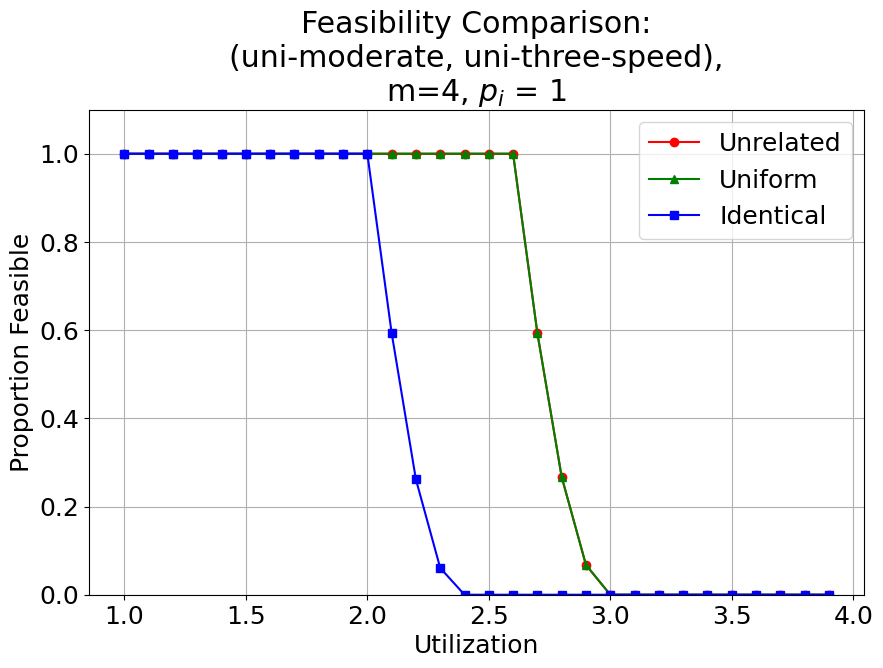 Feasibility Comparison:
(uni-moderate, uni-three-speed),
m=4, $p_i$ = 1
Unrelated
Uniform
Identical
Proportion Feasible
1.0
0.8
0.6
0.4
0.2
0.0
1.0 1.5 2.0 2.5 3.0 3.5 4.0
Utilization